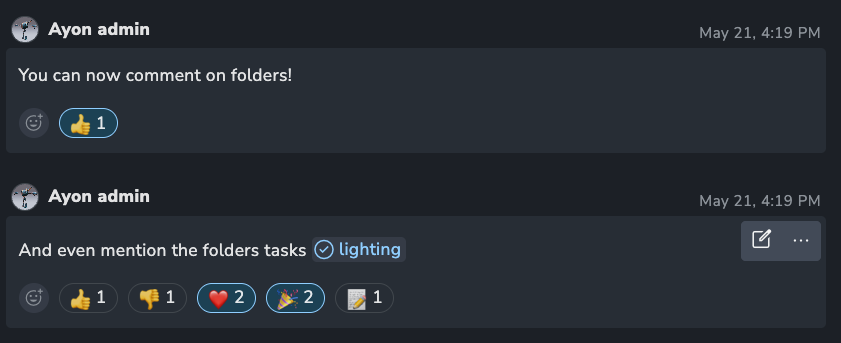 Ayon admin
May 21, 4:19 PM
You can now comment on folders!
👍 1
Ayon admin
May 21, 4:19 PM
And even mention the folders tasks lighting
👍 1 👎 1 ❤️ 2 🎉 2 📝 1